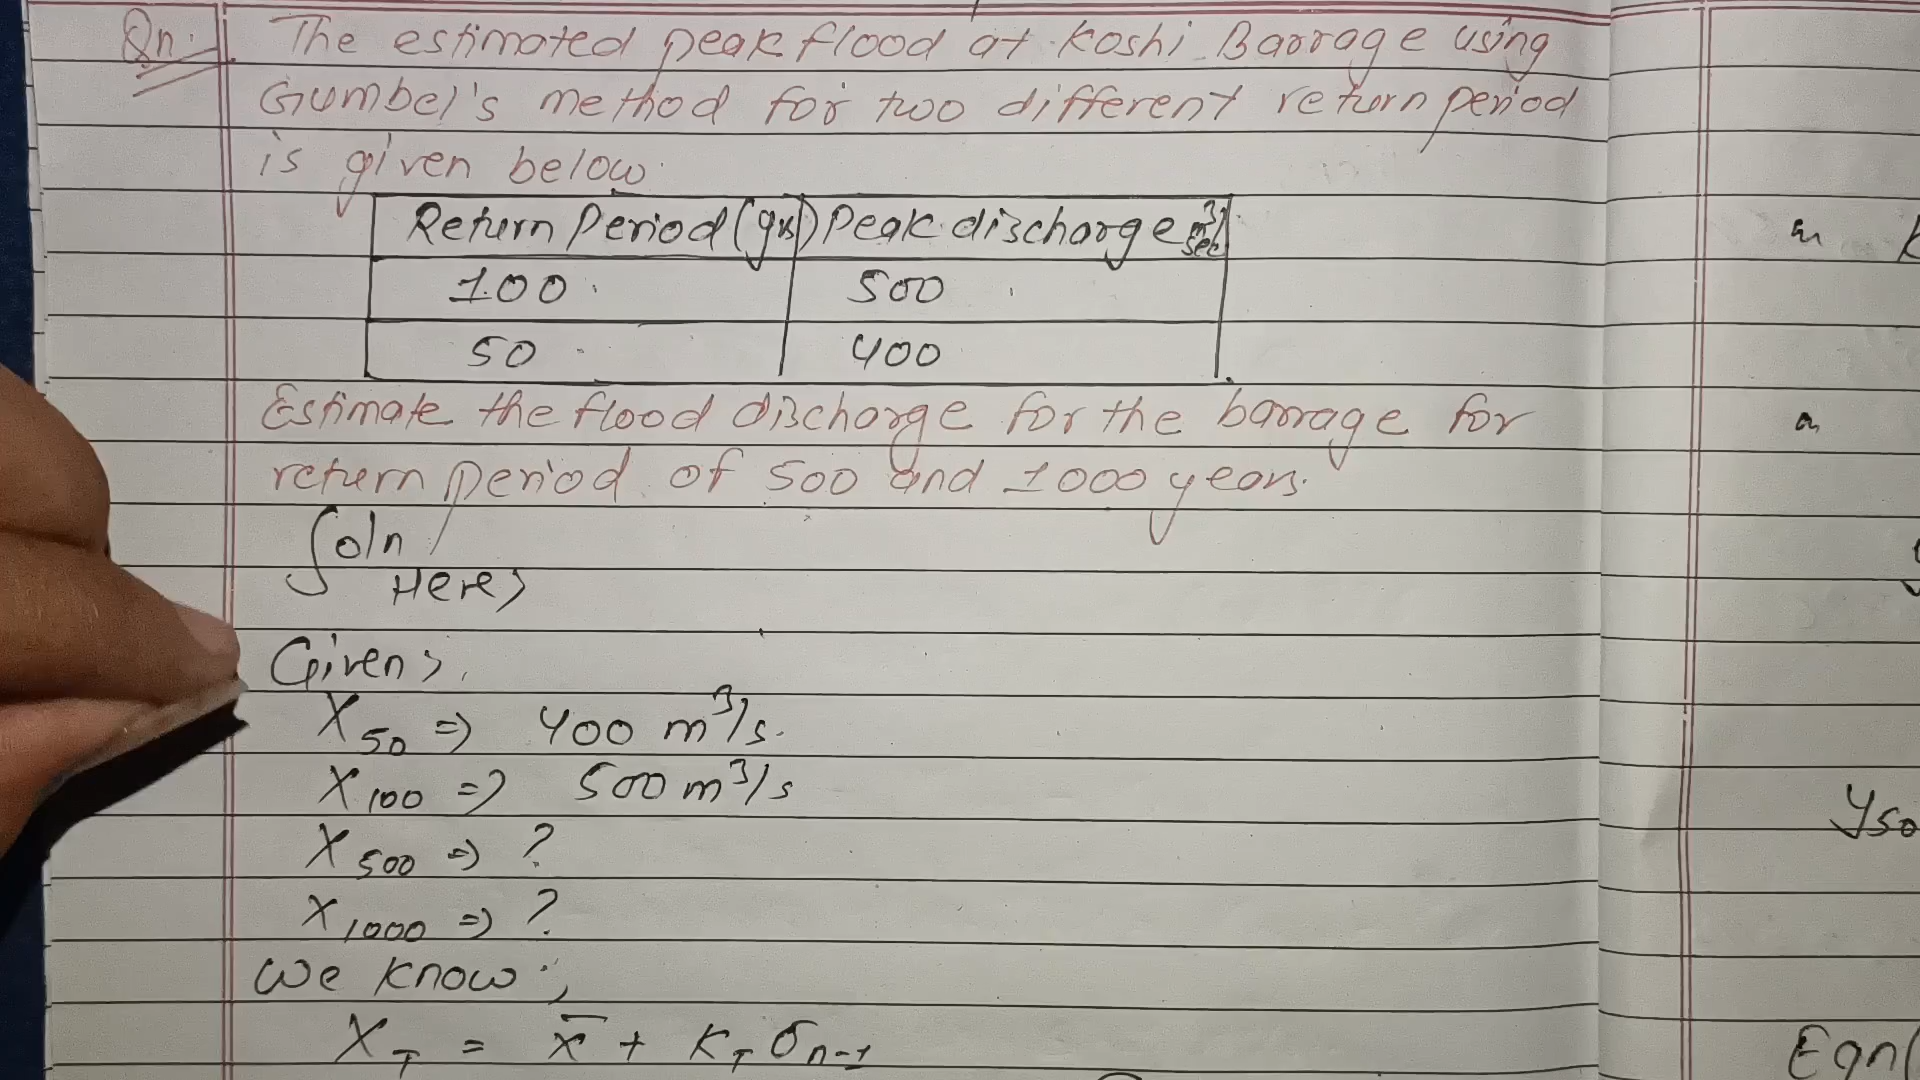 Qn. The estimated peak flood at Koshi Barrage using
Gumbel's method for two different return period
is given below.
Return Period (yrs) Peak discharge m³/sec
100 500
50 400
Estimate the flood discharge for the barrage for
return period of 500 and 1000 years.
Soln
Here,
Given,
X50 => 400 m³/s.
X100 => 500 m³/s
X500 => ?
X1000 => ?
We know;
XT = x̄ + KT σn-1
Y50
Eqn(